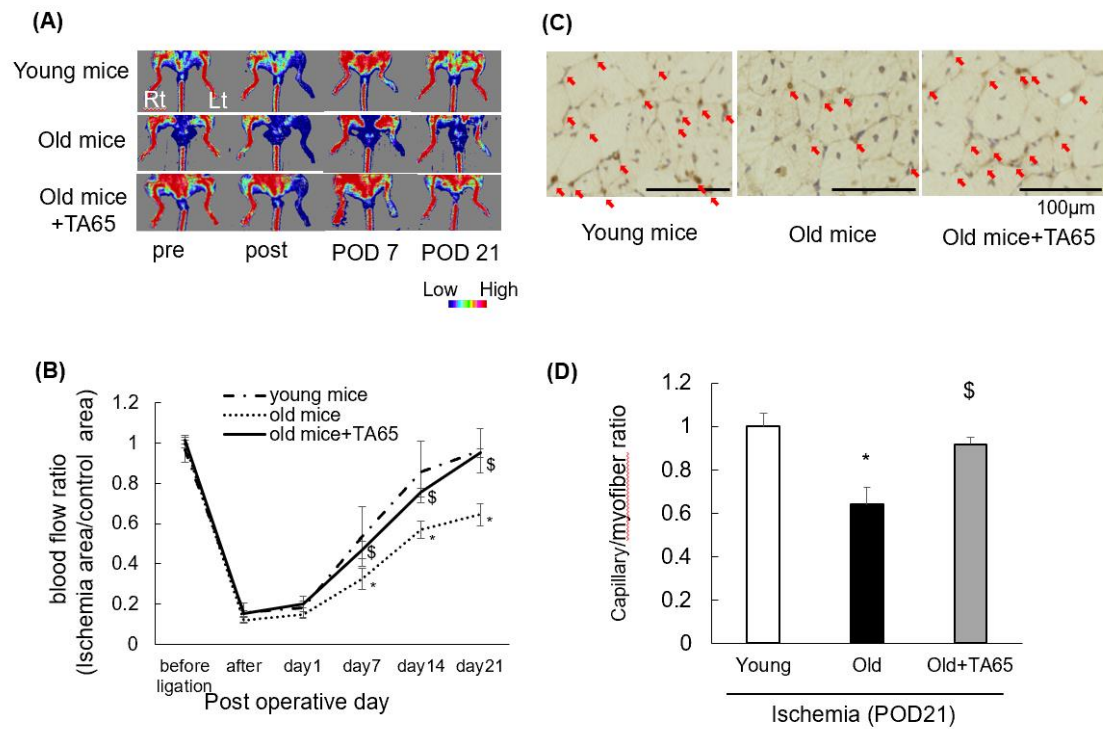 (A)
Young mice
Rt
Lt
Old mice
Old mice
+TA65
pre
post
POD 7
POD 21
Low
High
(B)
blood flow ratio
(Ischemia area/control area)
young mice
old mice
old mice+TA65
1.2
1
0.8
0.6
0.4
0.2
0
$
$
$
*
*
*
before
ligation
after
day1
day7
day14
day21
Post operative day
(C)
Young mice
Old mice
Old mice+TA65
100μm
(D)
Capillary/myofiber ratio
1.2
1
0.8
0.6
0.4
0.2
0
*
$
Young
Old
Old+TA65
Ischemia (POD21)